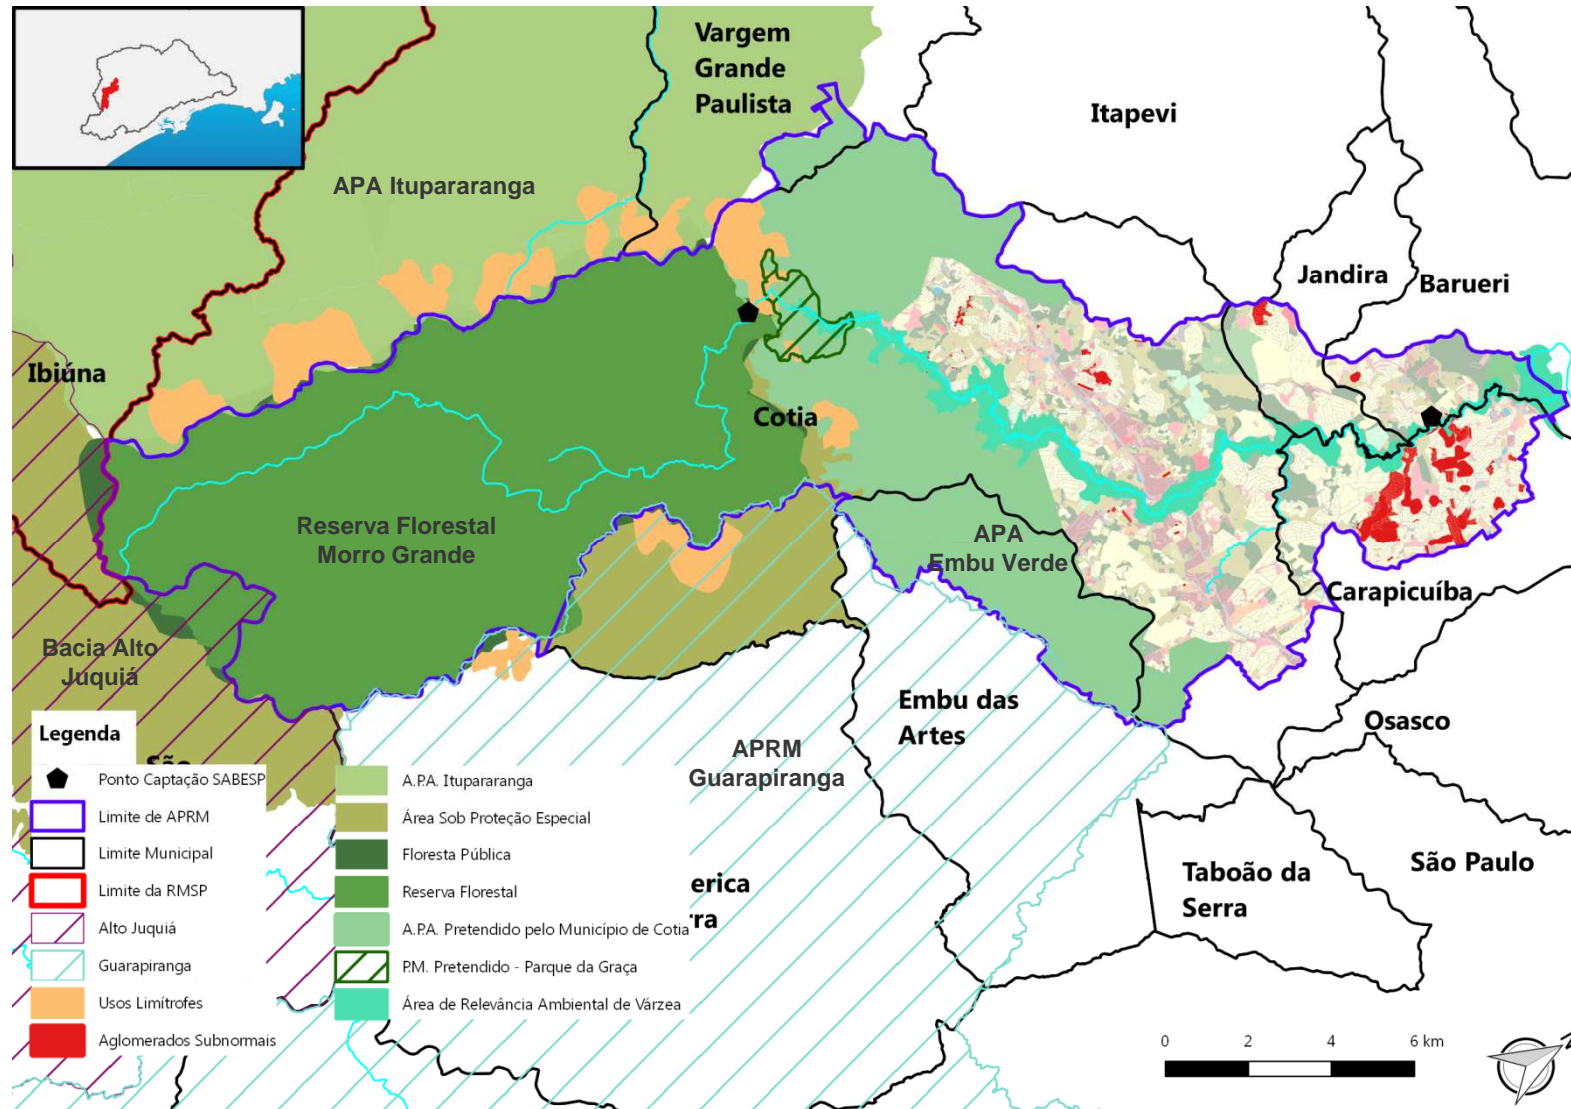 Vargem
Grande
Paulista
Itapevi
APA Itupararanga
Jandira
Barueri
Ibiúna
Cotia
Reserva Florestal
Morro Grande
APA
Embu Verde
Carapicuíba
Bacia Alto
Juquiá
Embu das
Artes
Osasco
APRM
Guarapiranga
Taboão da
Serra
São Paulo
São
erica
ra
Legenda
Ponto Captação SABESP
Limite de APRM
Limite Municipal
Limite da RMSP
Alto Juquiá
Guarapiranga
Usos Limítrofes
Aglomerados Subnormais
A.P.A. Itupararanga
Área Sob Proteção Especial
Floresta Pública
Reserva Florestal
A.P.A. Pretendido pelo Município de Cotia
P.M. Pretendido - Parque da Graça
Área de Relevância Ambiental de Várzea
0 2 4 6 km